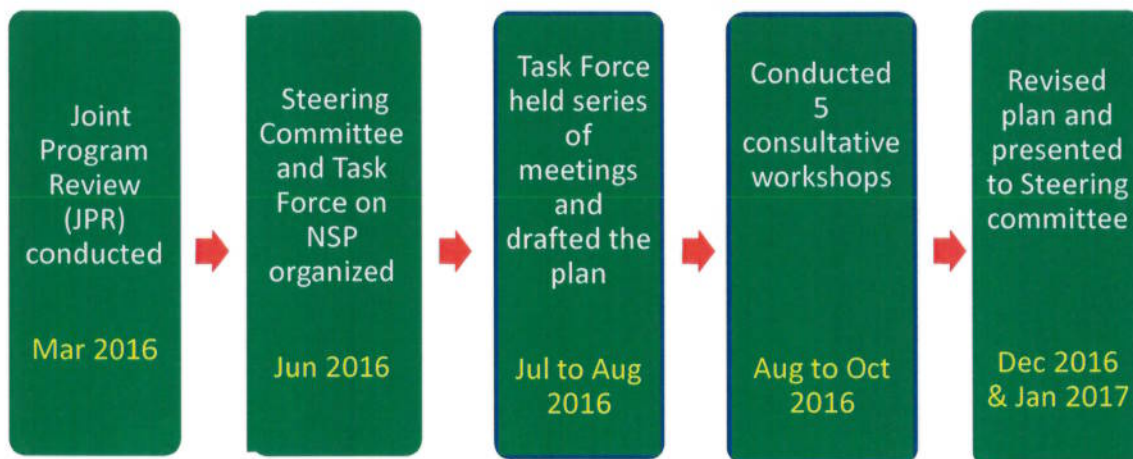 Joint
Program
Review
(JPR)
conducted
Mar 2016
Steering
Committee
and Task
Force on
NSP
organized
Jun 2016
Task Force
held series
of
meetings
and
drafted the
plan
Jul to Aug
2016
Conducted
5
consultative
workshops
Aug to Oct
2016
Revised
plan and
presented
to Steering
committee
Dec 2016
& Jan 2017